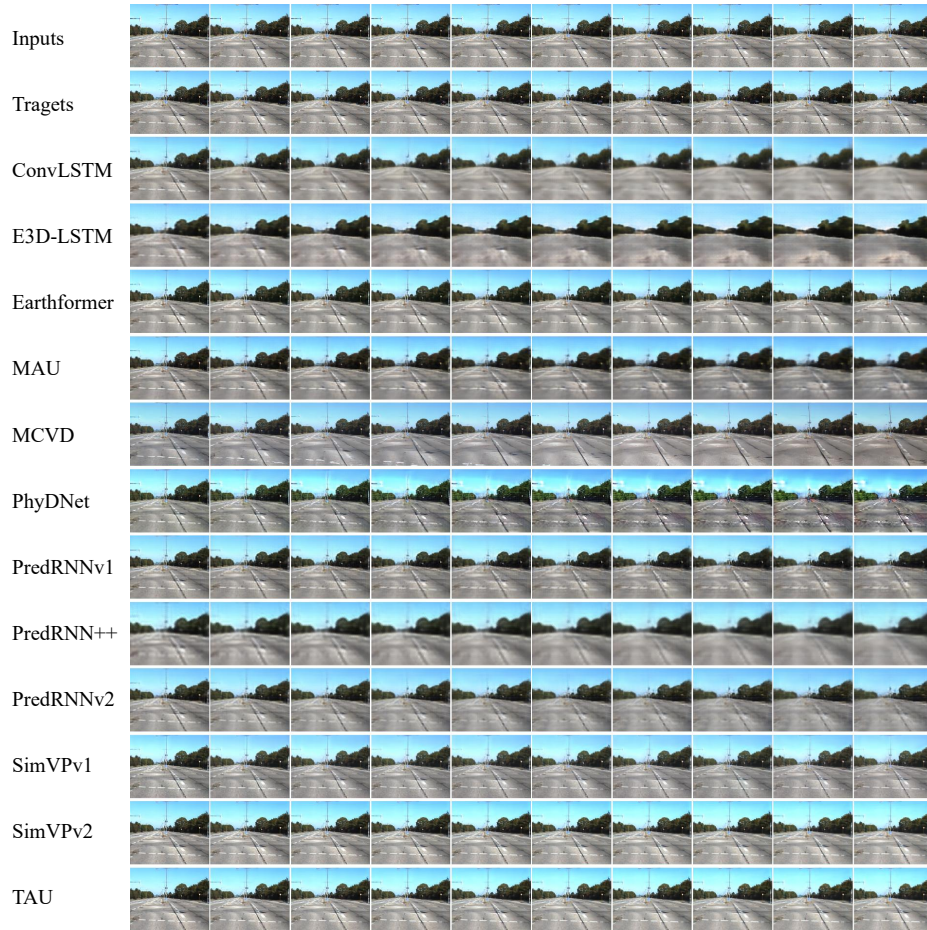 Inputs
Tragets
ConvLSTM
E3D-LSTM
Earthformer
MAU
MCVD
PhyDNet
PredRNNv1
PredRNN++
PredRNNv2
SimVPv1
SimVPv2
TAU